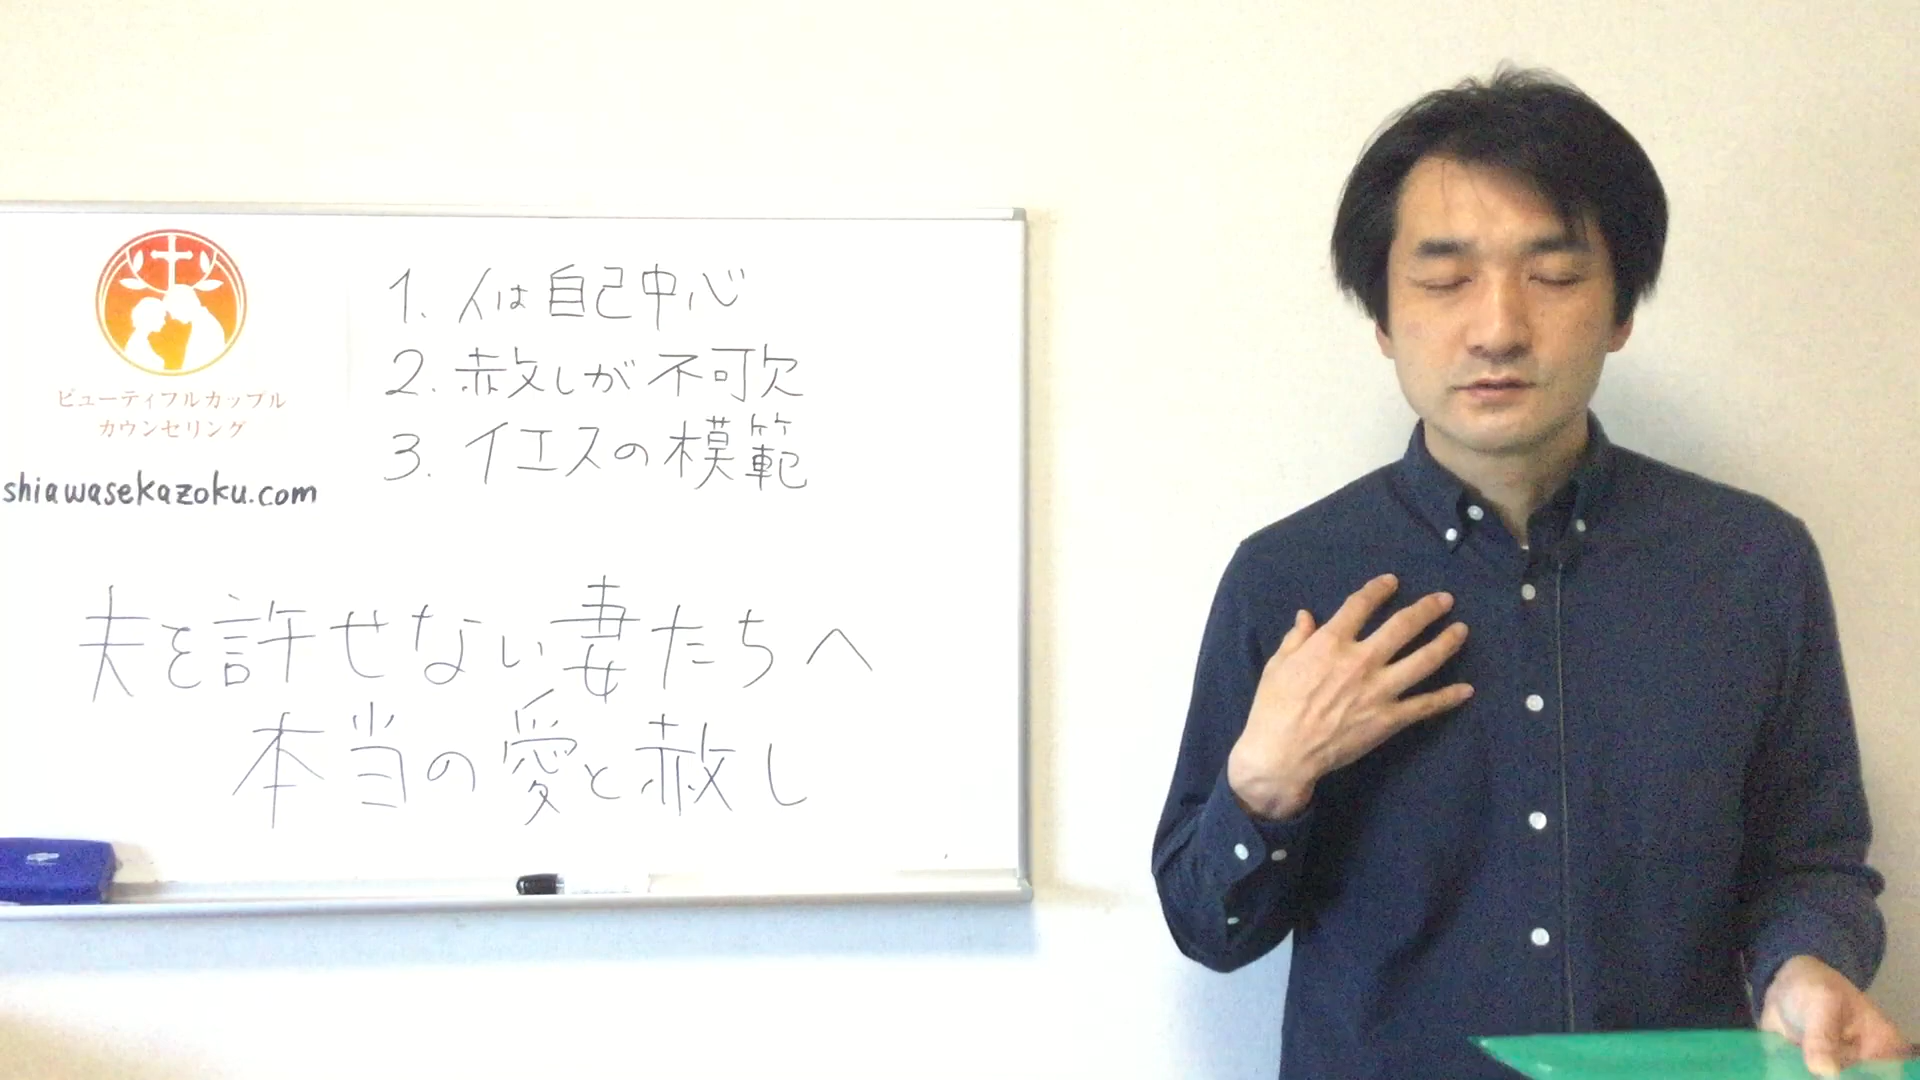 ビューティフルカップル
カウンセリング
shiawasekazoku.com
1. 人は自己中心
2. 赦しが不可欠
3. イエスの模範
夫を許せない妻たちへ
本当の愛と赦し